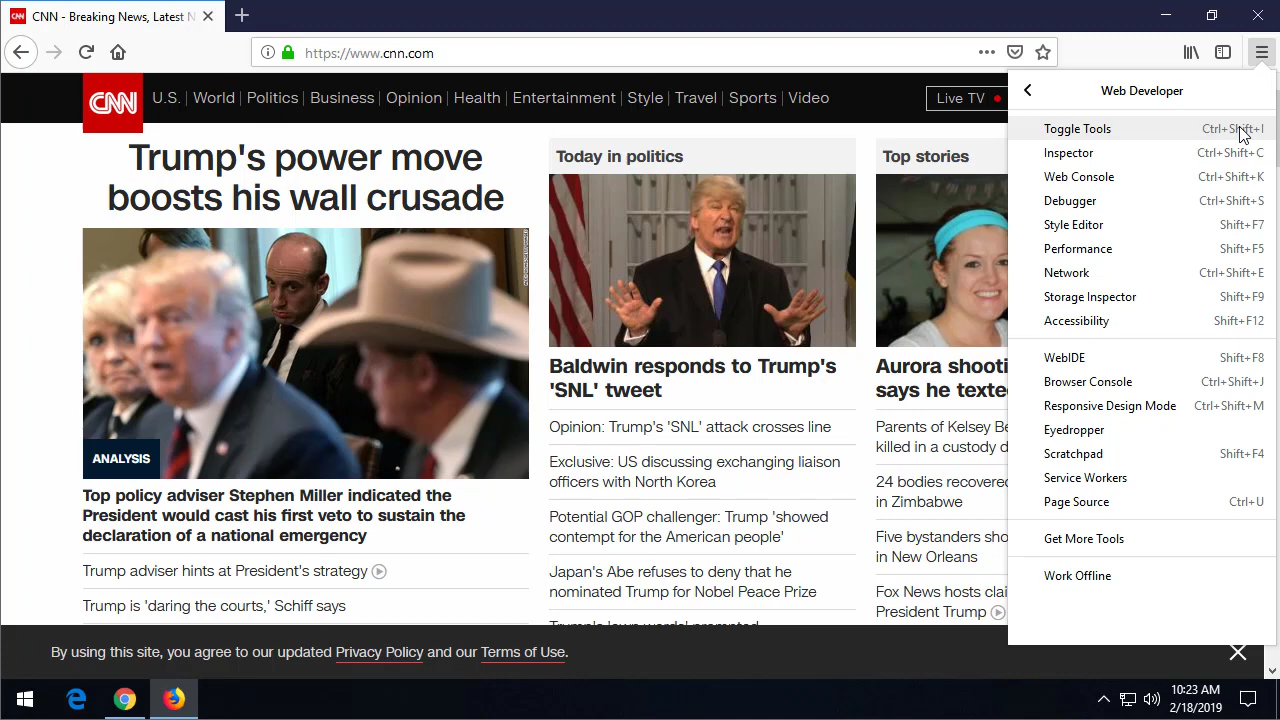 CNN - Breaking News, Latest N
https://www.cnn.com
CNN
U.S.
World
Politics
Business
Opinion
Health
Entertainment
Style
Travel
Sports
Video
Live TV
Trump's power move
boosts his wall crusade
ANALYSIS
Top policy adviser Stephen Miller indicated the
President would cast his first veto to sustain the
declaration of a national emergency
Trump adviser hints at President's strategy
Trump is 'daring the courts,' Schiff says
Today in politics
Baldwin responds to Trump's
'SNL' tweet
Opinion: Trump's 'SNL' attack crosses line
Exclusive: US discussing exchanging liaison
officers with North Korea
Potential GOP challenger: Trump 'showed
contempt for the American people'
Japan's Abe refuses to deny that he
nominated Trump for Nobel Peace Prize
Top stories
Aurora shooti
says he texte
Parents of Kelsey Be
killed in a custody d
24 bodies recovered
in Zimbabwe
Five bystanders sho
in New Orleans
Fox News hosts clai
President Trump
Web Developer
Toggle Tools Ctrl+Shift+I
Inspector Ctrl+Shift+C
Web Console Ctrl+Shift+K
Debugger Ctrl+Shift+S
Style Editor Shift+F7
Performance Shift+F5
Network Ctrl+Shift+E
Storage Inspector Shift+F9
Accessibility Shift+F12
WebIDE Shift+F8
Browser Console Ctrl+Shift+J
Responsive Design Mode Ctrl+Shift+M
Eyedropper
Scratchpad Shift+F4
Service Workers
Page Source Ctrl+U
Get More Tools
Work Offline
By using this site, you agree to our updated Privacy Policy and our Terms of Use.
10:23 AM
2/18/2019